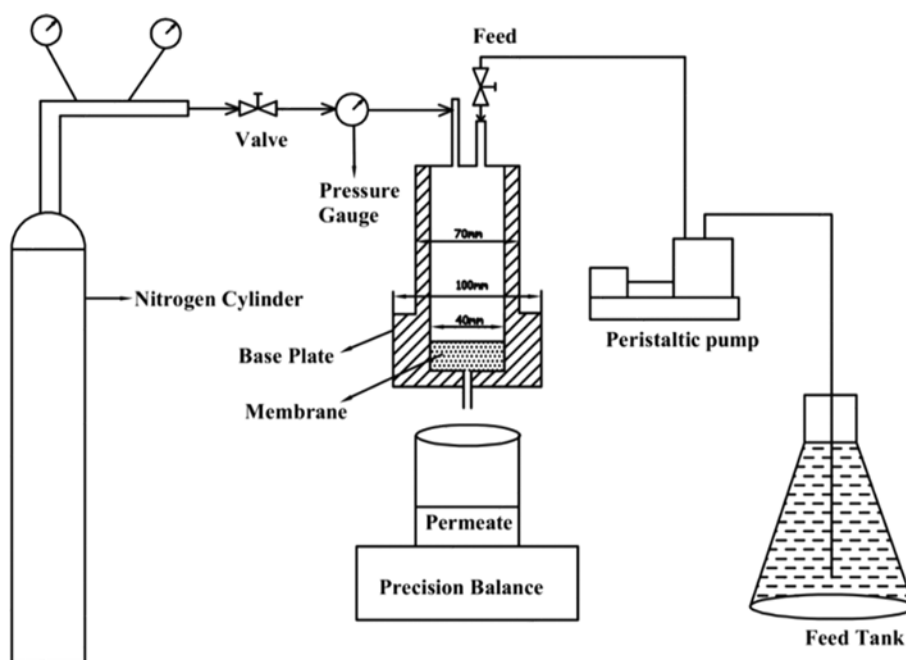 Feed
Valve
Pressure
Gauge
70mm
100mm
Nitrogen Cylinder
40mm
Base Plate
Peristaltic pump
Membrane
Permeate
Precision Balance
Feed Tank